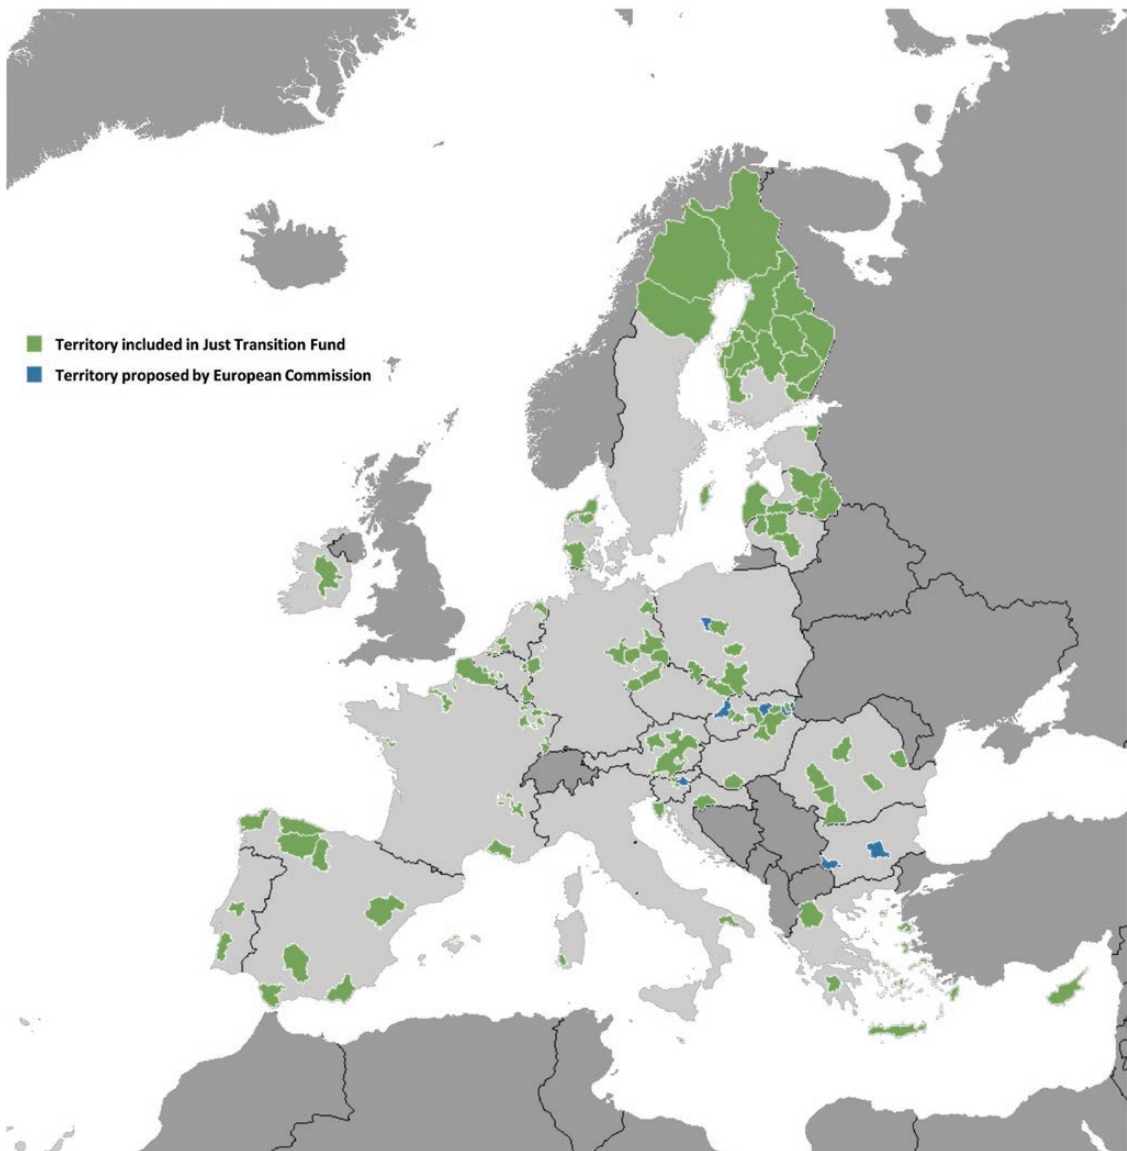 Territory included in Just Transition Fund
Territory proposed by European Commission